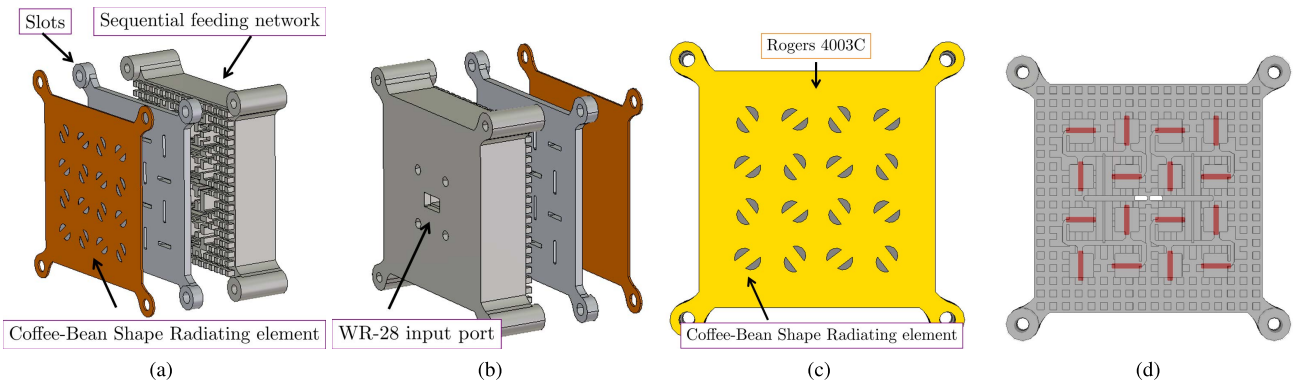 Slots
Sequential feeding network
Coffee-Bean Shape Radiating element
(a)
WR-28 input port
(b)
Rogers 4003C
Coffee-Bean Shape Radiating element
(c)
(d)